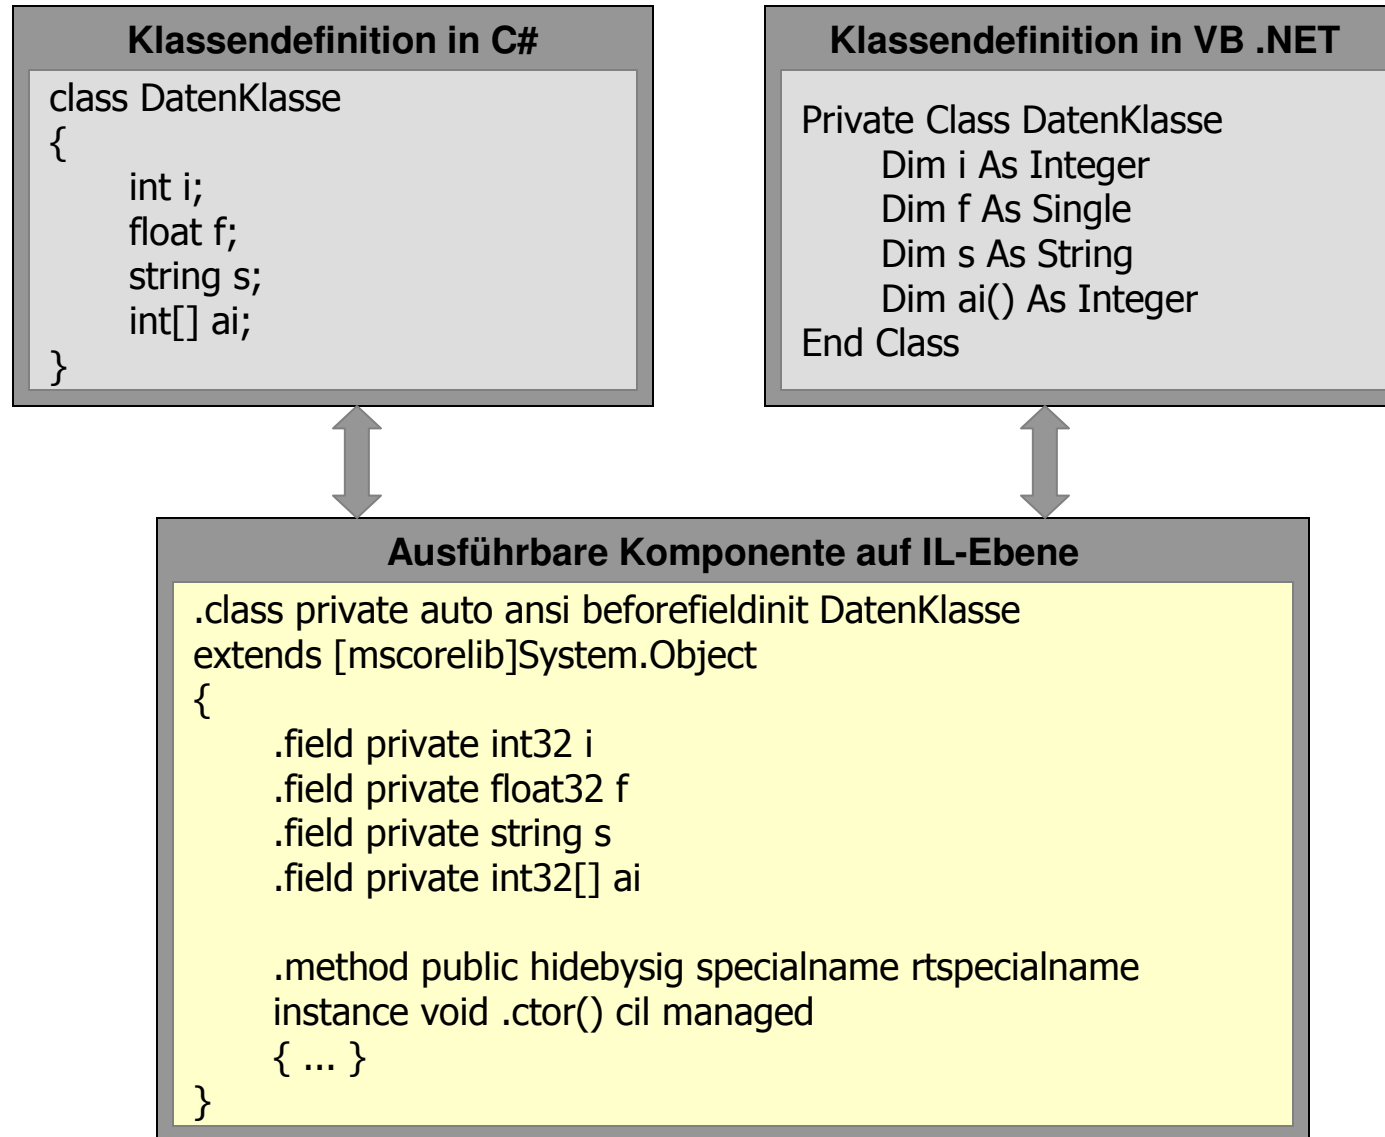 Klassendefinition in C#
class DatenKlasse
{
int i;
float f;
string s;
int[] ai;
}
Klassendefinition in VB .NET
Private Class DatenKlasse
Dim i As Integer
Dim f As Single
Dim s As String
Dim ai() As Integer
End Class
Ausführbare Komponente auf IL-Ebene
.class private auto ansi beforefieldinit DatenKlasse
extends [mscorelib]System.Object
{
.field private int32 i
.field private float32 f
.field private string s
.field private int32[] ai
.method public hidebysig specialname rtspecialname
instance void .ctor() cil managed
{ ... }
}